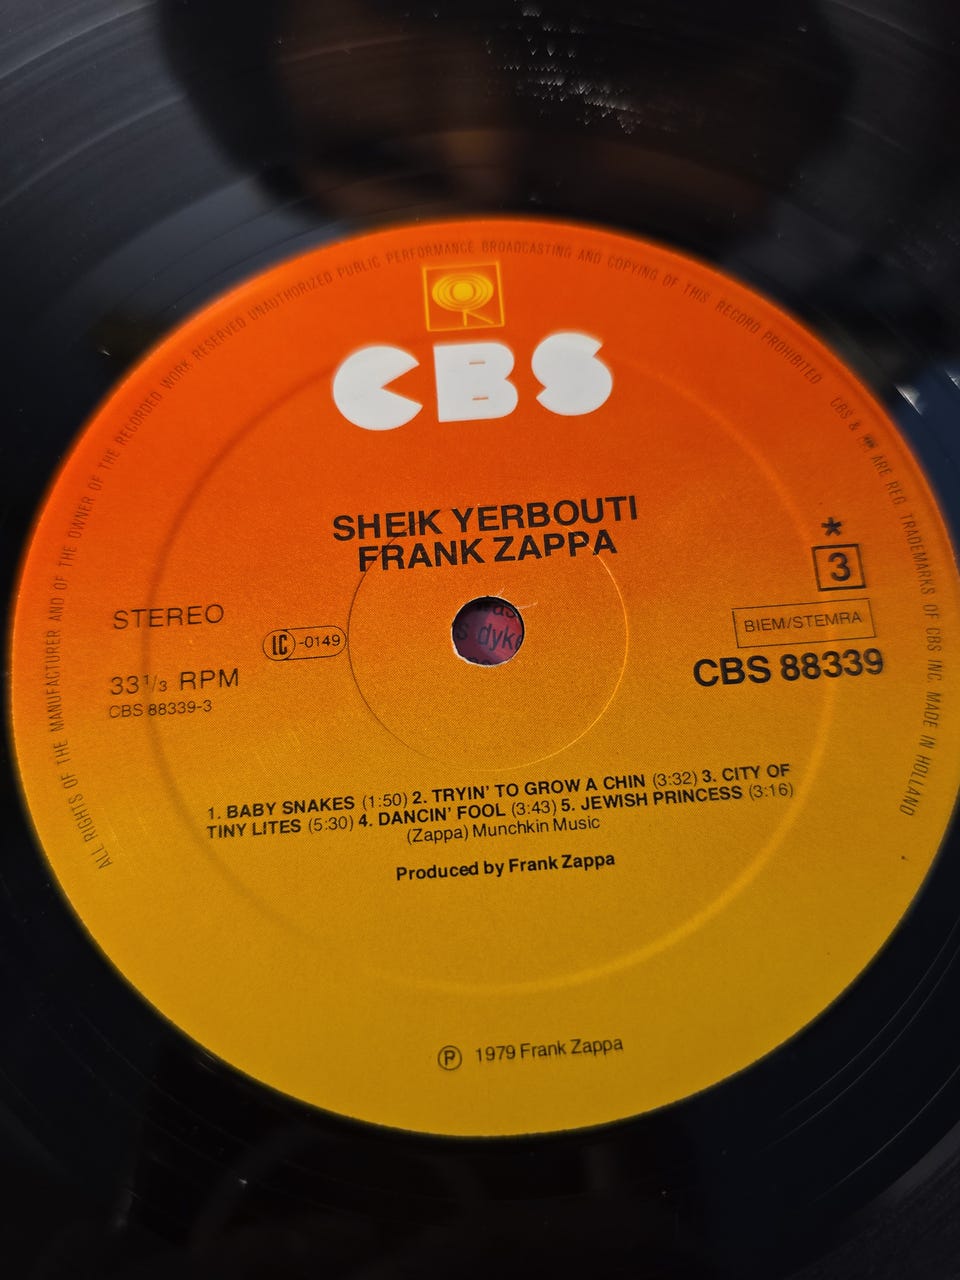 ALL RIGHTS OF THE MANUFACTURER AND OF THE OWNER OF THE RECORDED WORK RESERVED UNAUTHORIZED PUBLIC PERFORMANCE BROADCASTING AND COPYING OF THIS RECORD PROHIBITED
CBS & ARE REG. TRADEMARKS OF CBS INC. MADE IN HOLLAND
CBS
SHEIK YERBOUTI
FRANK ZAPPA
*
3
STEREO
LC -0149
BIEM/STEMRA
33 1/3 RPM
CBS 88339
CBS 88339-3
dyke
1. BABY SNAKES (1:50) 2. TRYIN' TO GROW A CHIN (3:32) 3. CITY OF
TINY LITES (5:30) 4. DANCIN' FOOL (3:43) 5. JEWISH PRINCESS (3:16)
(Zappa) Munchkin Music
Produced by Frank Zappa
Ⓟ 1979 Frank Zappa